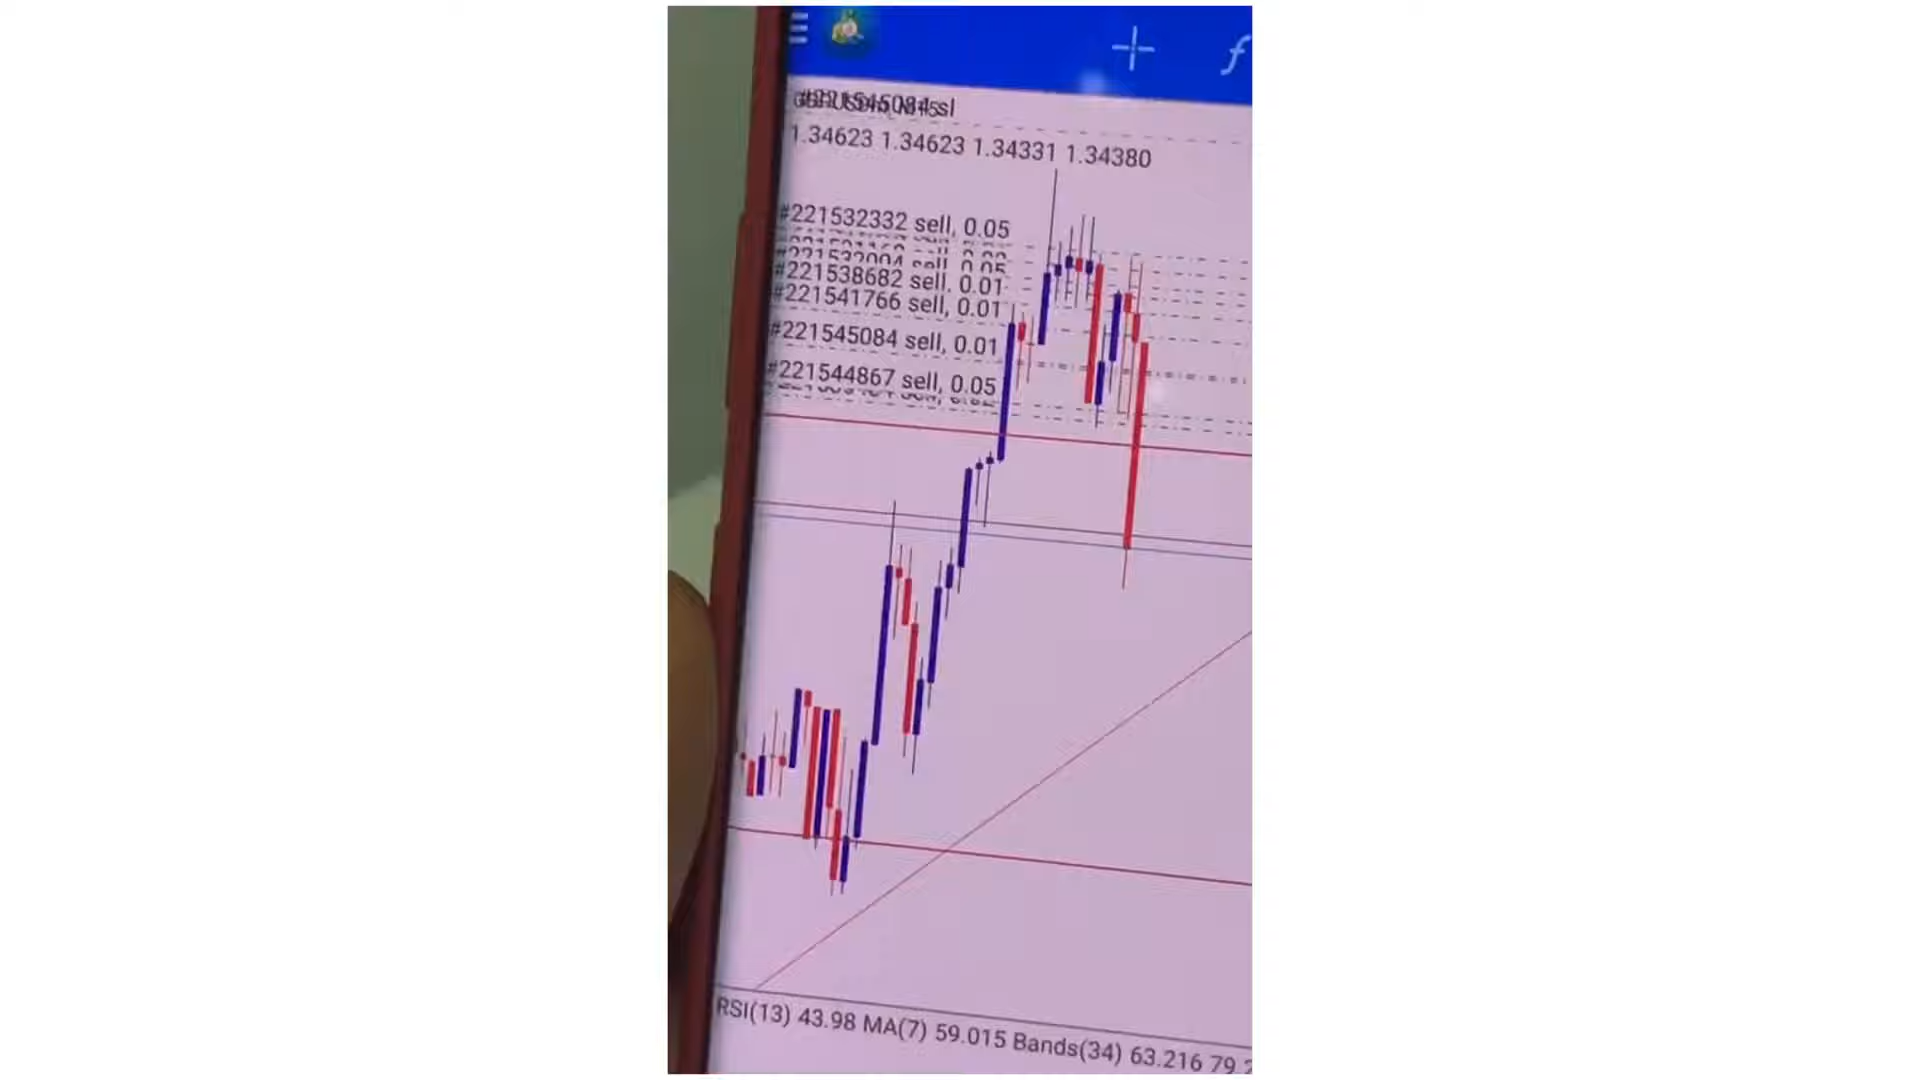 #221545084 sl
1.34623 1.34623 1.34331 1.34380
#221532332 sell, 0.05
#221538682 sell, 0.01
#221541766 sell, 0.01
#221545084 sell, 0.01
#221544867 sell, 0.05
RSI(13) 43.98 MA(7) 59.015 Bands(34) 63.216